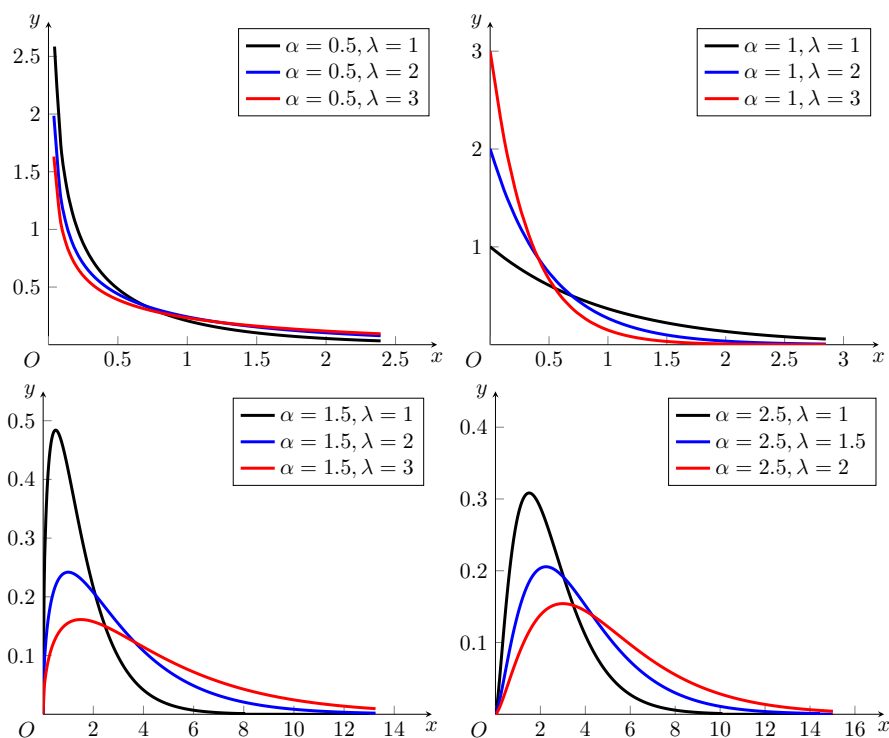 y
2.5
2
1.5
1
0.5
O
0.5
1
1.5
2
2.5
x
α = 0.5, λ = 1
α = 0.5, λ = 2
α = 0.5, λ = 3
y
3
2
1
O
0.5
1
1.5
2
2.5
3
x
α = 1, λ = 1
α = 1, λ = 2
α = 1, λ = 3
y
0.5
0.4
0.3
0.2
0.1
O
2
4
6
8
10
12
14
x
α = 1.5, λ = 1
α = 1.5, λ = 2
α = 1.5, λ = 3
y
0.4
0.3
0.2
0.1
O
2
4
6
8
10
12
14
16
x
α = 2.5, λ = 1
α = 2.5, λ = 1.5
α = 2.5, λ = 2